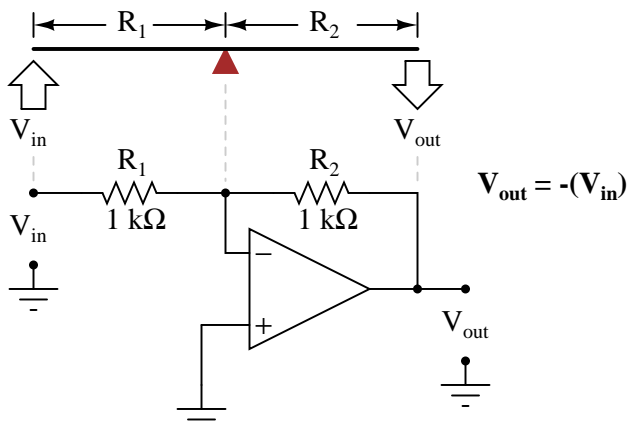 R1 R2
Vin Vout
R1 R2
1 kΩ 1 kΩ
Vout = -(Vin)
Vin
−
+
Vout